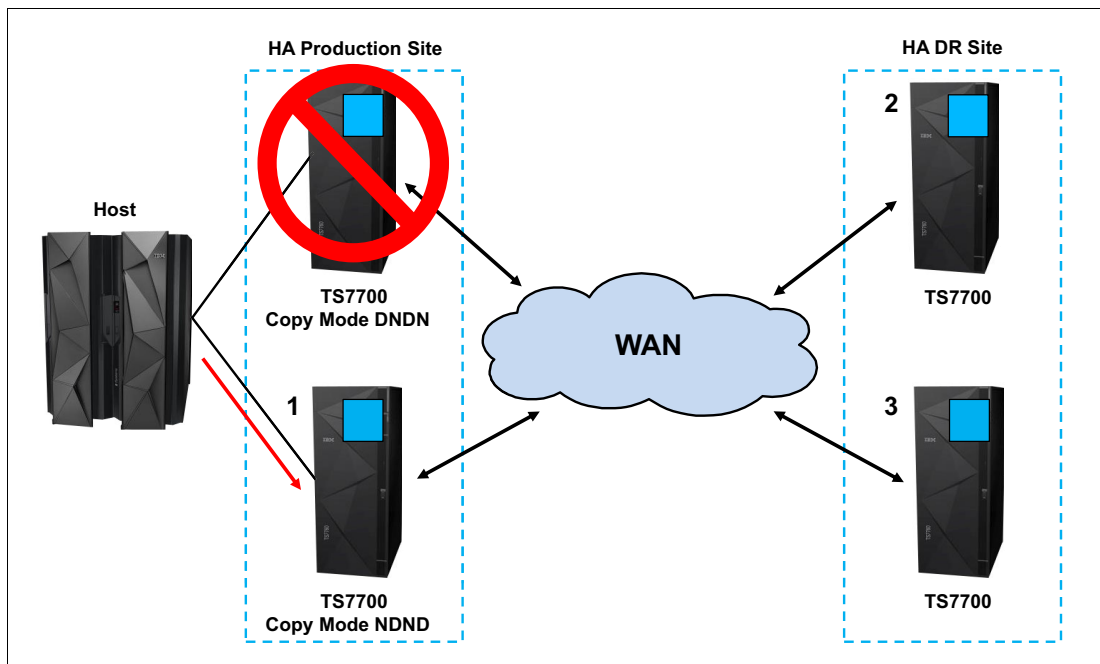 HA Production Site
HA DR Site
Host
2
TS7700
Copy Mode DNDN
TS7700
WAN
1
3
TS7700
Copy Mode NDND
TS7700